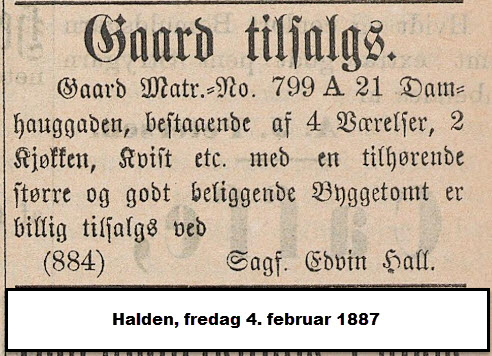 Gaard tilsalgs.
Gaard Matr.-No. 799 A 21 Dam-
hauggaden, bestaaende af 4 Værelser, 2
Kjøkken, Kvist etc. med en tilhørende
større og godt beliggende Byggetomt er
billig tilsalgs ved
(884) Sagf. Edvin Hall.
Halden, fredag 4. februar 1887